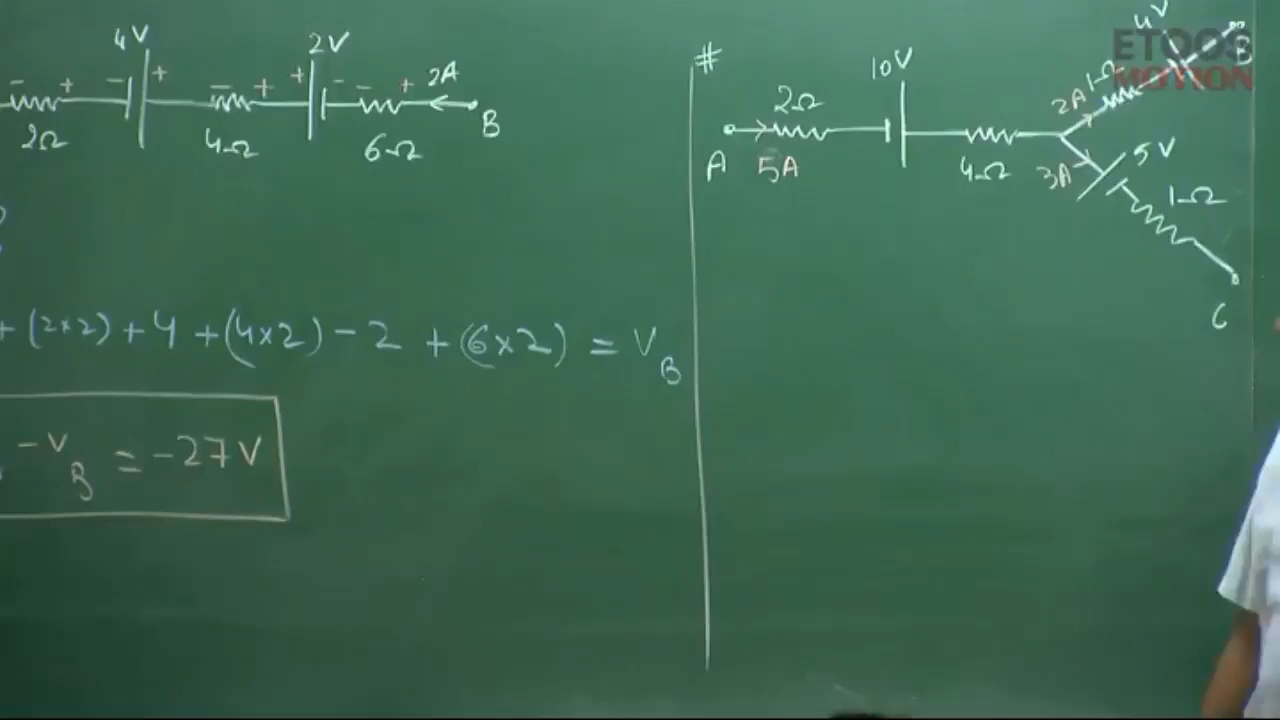 4V
2V
- + - + - + + - - + 2A
2Ω 4Ω 6Ω B
+ (2×2) + 4 + (4×2) - 2 + (6×2) = V_B
-V_B = -27V
#
10V
4V
ETOOS
MOTION
B
2Ω
1Ω
2A
A 5A
4Ω
3A
5V
1Ω
C